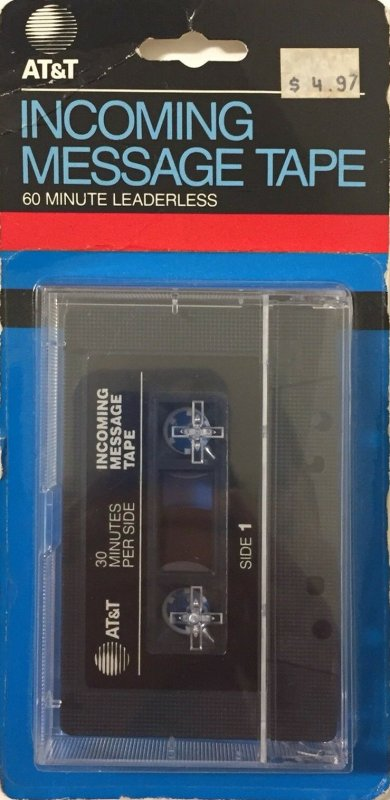 AT&T
$ 4.97
INCOMING
MESSAGE TAPE
60 MINUTE LEADERLESS
INCOMING
MESSAGE
TAPE
30
MINUTES
PER SIDE
AT&T
SIDE 1